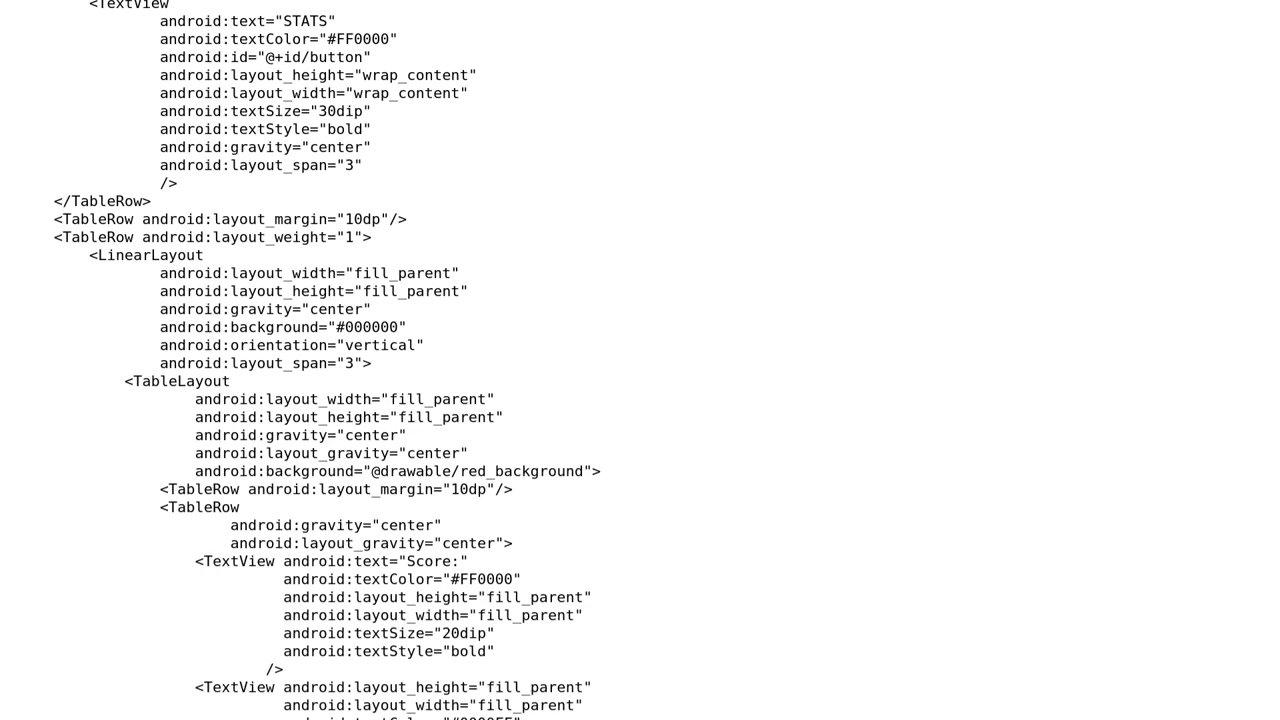 <TextView
android:text="STATS"
android:textColor="#FF0000"
android:id="@+id/button"
android:layout_height="wrap_content"
android:layout_width="wrap_content"
android:textSize="30dip"
android:textStyle="bold"
android:gravity="center"
android:layout_span="3"
/>
</TableRow>
<TableRow android:layout_margin="10dp"/>
<TableRow android:layout_weight="1">
<LinearLayout
android:layout_width="fill_parent"
android:layout_height="fill_parent"
android:gravity="center"
android:background="#000000"
android:orientation="vertical"
android:layout_span="3">
<TableLayout
android:layout_width="fill_parent"
android:layout_height="fill_parent"
android:gravity="center"
android:layout_gravity="center"
android:background="@drawable/red_background">
<TableRow android:layout_margin="10dp"/>
<TableRow
android:gravity="center"
android:layout_gravity="center">
<TextView android:text="Score:"
android:textColor="#FF0000"
android:layout_height="fill_parent"
android:layout_width="fill_parent"
android:textSize="20dip"
android:textStyle="bold"
/>
<TextView android:layout_height="fill_parent"
android:layout_width="fill_parent"